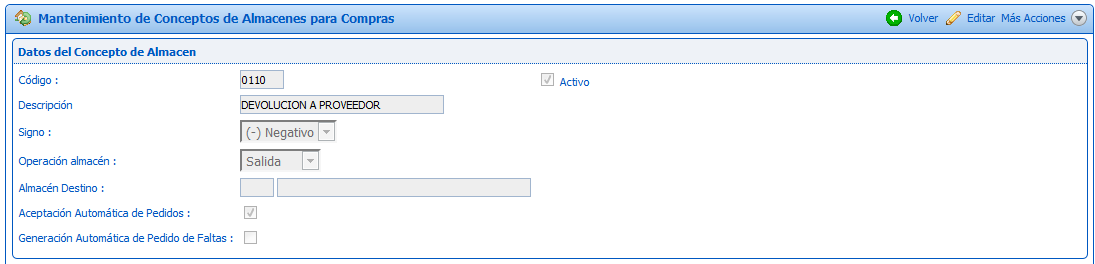 Mantenimiento de Conceptos de Almacenes para Compras Volver Editar Más Acciones
Datos del Concepto de Almacen
Código : 0110 Activo
Descripción DEVOLUCION A PROVEEDOR
Signo : (-) Negativo
Operación almacén : Salida
Almacén Destino :
Aceptación Automática de Pedidos :
Generación Automática de Pedido de Faltas :